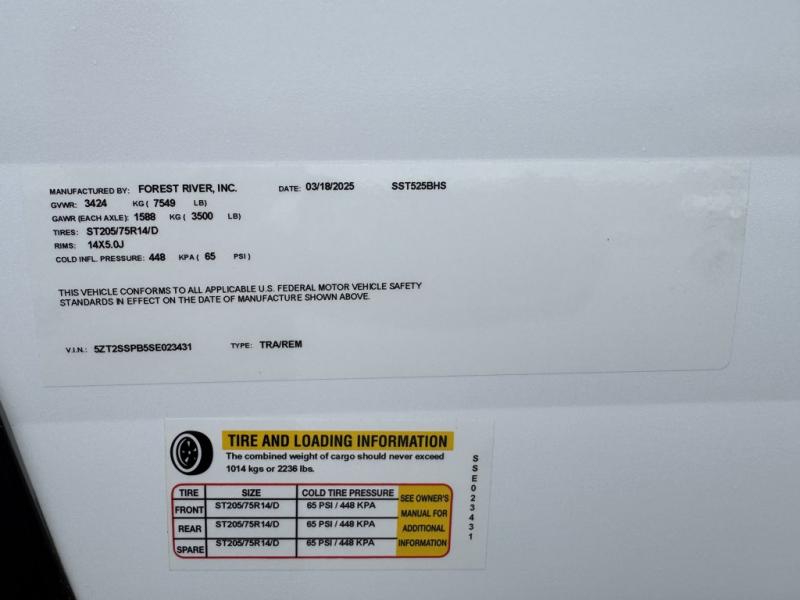 MANUFACTURED BY: FOREST RIVER, INC. DATE: 03/18/2025 SST525BHS
GVWR: 3424 KG ( 7549 LB)
GAWR (EACH AXLE): 1588 KG ( 3500 LB)
TIRES: ST205/75R14/D
RIMS: 14X5.0J
COLD INFL. PRESSURE: 448 KPA ( 65 PSI )
THIS VEHICLE CONFORMS TO ALL APPLICABLE U.S. FEDERAL MOTOR VEHICLE SAFETY
STANDARDS IN EFFECT ON THE DATE OF MANUFACTURE SHOWN ABOVE.
V.I.N.: 5ZT2SSPB5SE023431 TYPE: TRA/REM
TIRE AND LOADING INFORMATION
The combined weight of cargo should never exceed
1014 kgs or 2236 lbs.
TIRE SIZE COLD TIRE PRESSURE
FRONT ST205/75R14/D 65 PSI / 448 KPA
REAR ST205/75R14/D 65 PSI / 448 KPA
SPARE ST205/75R14/D 65 PSI / 448 KPA
SEE OWNER'S
MANUAL FOR
ADDITIONAL
INFORMATION
SSE023431